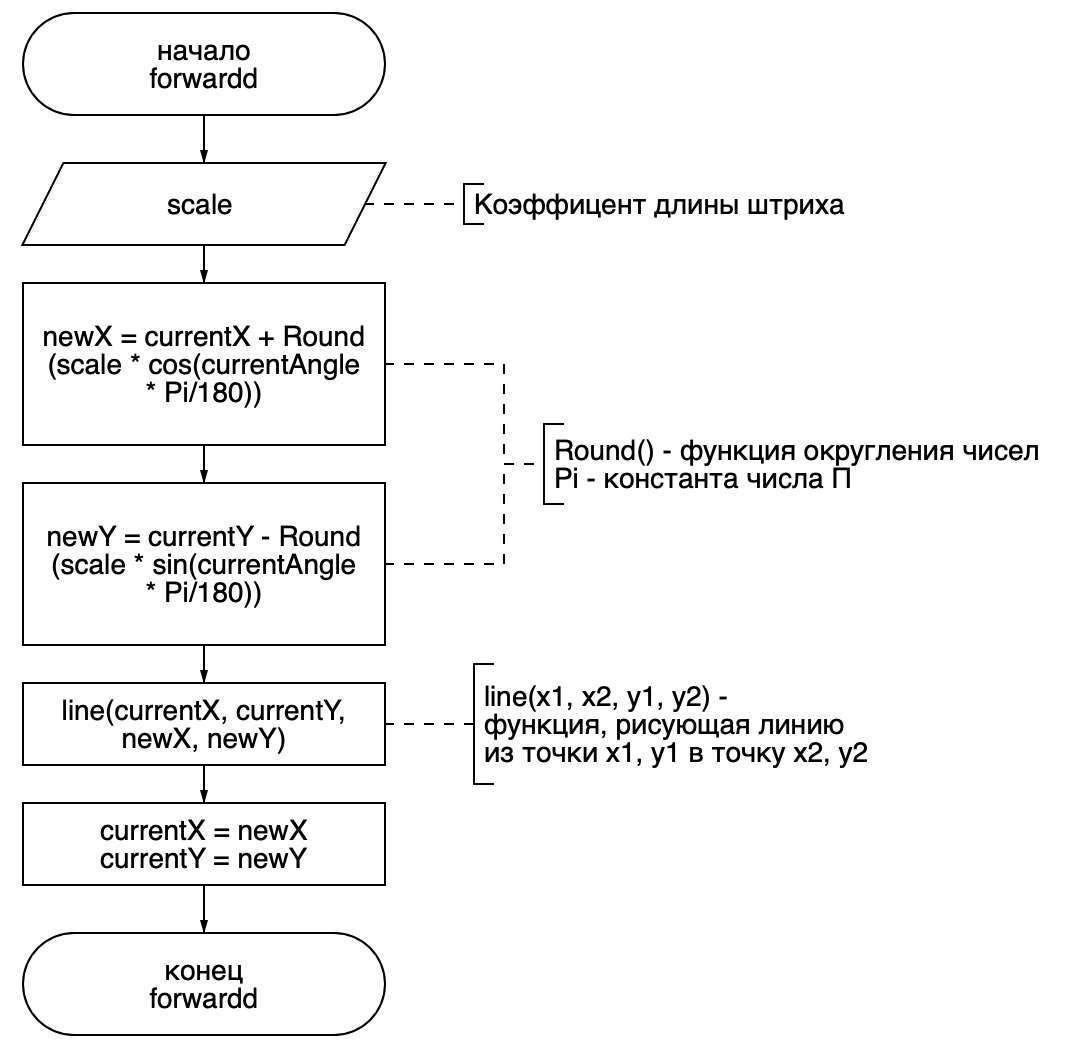 начало
forwardd
scale
Коэффицент длины штриха
newX = currentX + Round
(scale * cos(currentAngle
* Pi/180))
Round() - функция округления чисел
Pi - константа числа П
newY = currentY - Round
(scale * sin(currentAngle
* Pi/180))
line(currentX, currentY,
newX, newY)
line(x1, x2, y1, y2) -
функция, рисующая линию
из точки x1, y1 в точку x2, y2
currentX = newX
currentY = newY
конец
forwardd